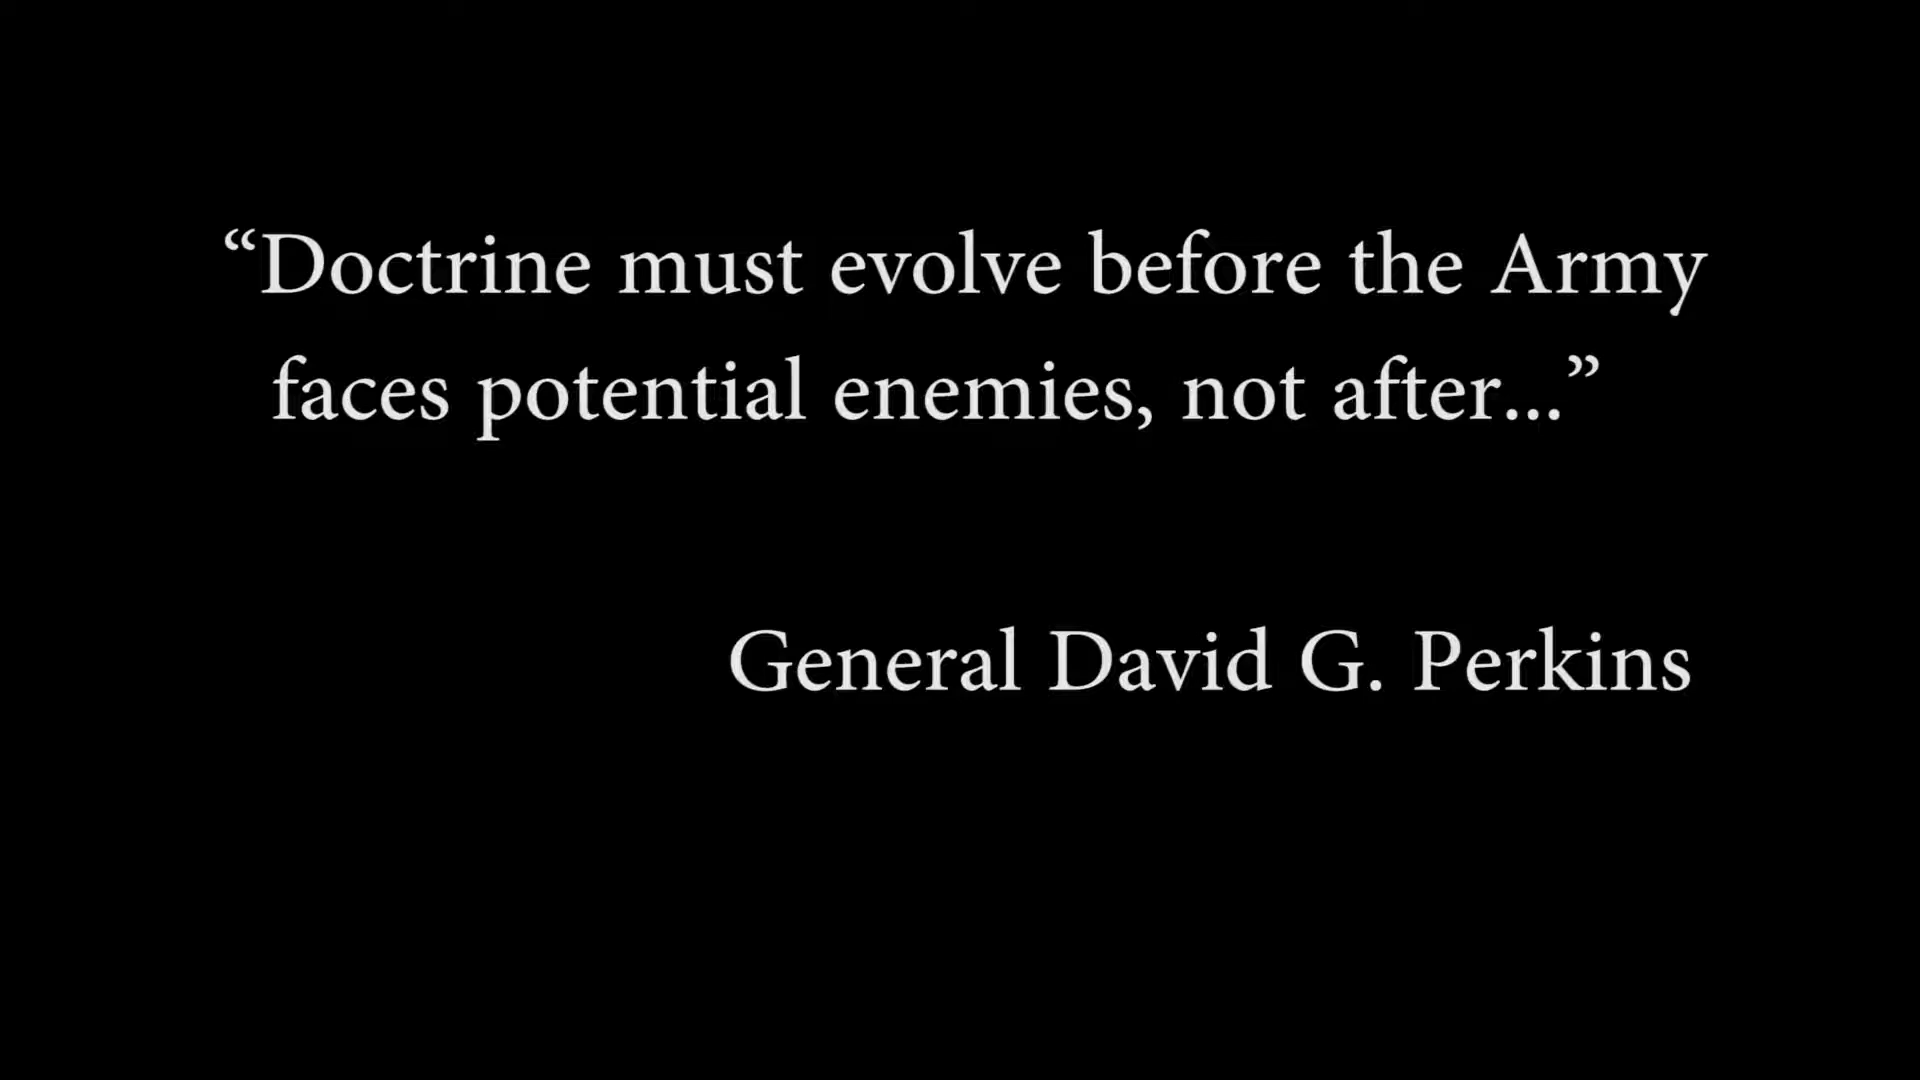 “Doctrine must evolve before the Army
faces potential enemies, not after...”
General David G. Perkins